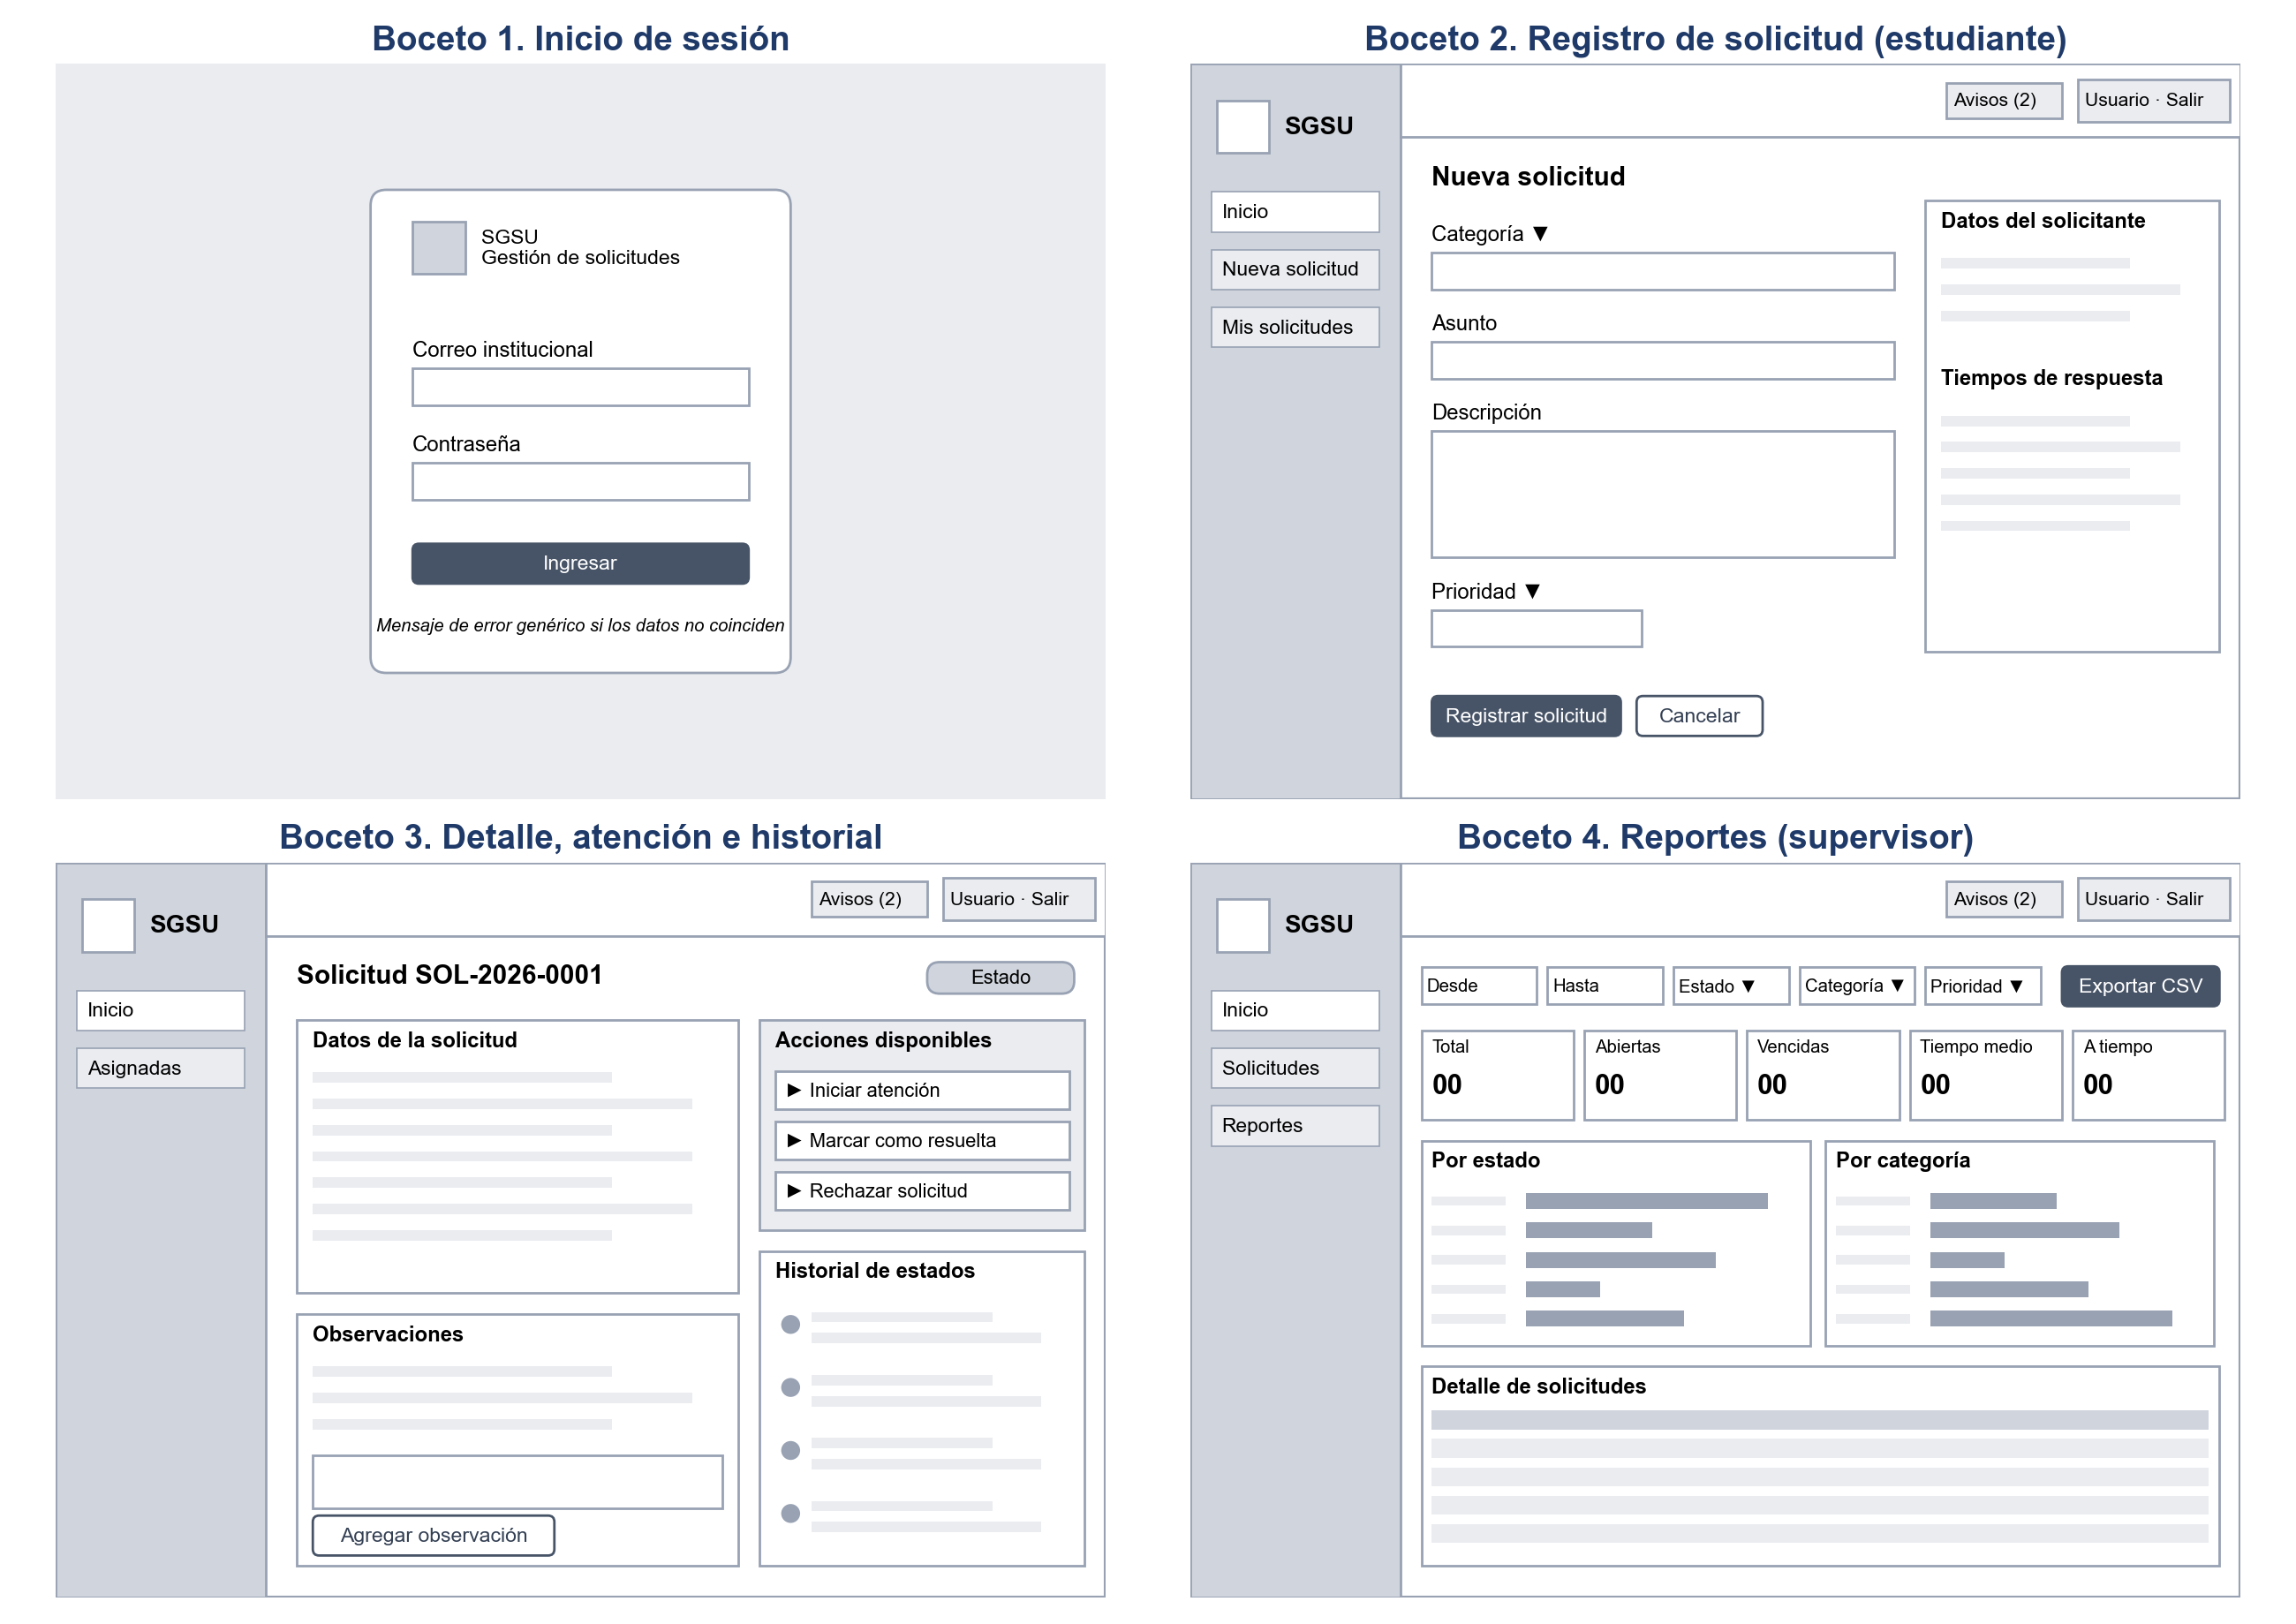 Boceto 1. Inicio de sesión
SGSU
Gestión de solicitudes
Correo institucional
Contraseña
Ingresar
Mensaje de error genérico si los datos no coinciden
Boceto 2. Registro de solicitud (estudiante)
SGSU
Inicio
Nueva solicitud
Mis solicitudes
Avisos (2)
Usuario · Salir
Nueva solicitud
Categoría ▼
Asunto
Descripción
Prioridad ▼
Registrar solicitud
Cancelar
Datos del solicitante
Tiempos de respuesta
Boceto 3. Detalle, atención e historial
SGSU
Inicio
Asignadas
Avisos (2)
Usuario · Salir
Solicitud SOL-2026-0001
Estado
Datos de la solicitud
Observaciones
Agregar observación
Acciones disponibles
► Iniciar atención
► Marcar como resuelta
► Rechazar solicitud
Historial de estados
Boceto 4. Reportes (supervisor)
SGSU
Inicio
Solicitudes
Reportes
Avisos (2)
Usuario · Salir
Desde
Hasta
Estado ▼
Categoría ▼
Prioridad ▼
Exportar CSV
Total
00
Abiertas
00
Vencidas
00
Tiempo medio
00
A tiempo
00
Por estado
Por categoría
Detalle de solicitudes